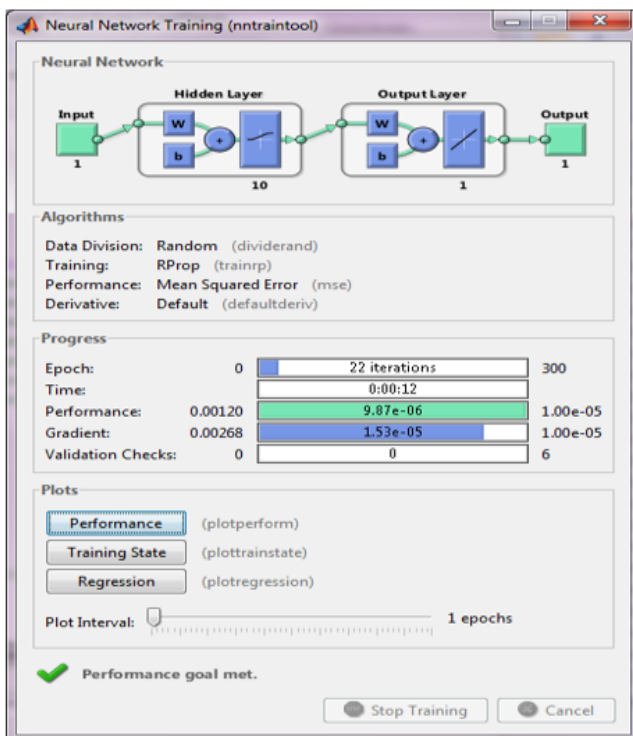 Neural Network Training (nntraintool)
Neural Network
Hidden Layer
Output Layer
Input
Output
W
b
+
W
b
+
1
10
1
1
Algorithms
Data Division: Random (dividerand)
Training: RProp (trainrp)
Performance: Mean Squared Error (mse)
Derivative: Default (defaultderiv)
Progress
Epoch: 0 22 iterations 300
Time: 0:00:12
Performance: 0.00120 9.87e-06 1.00e-05
Gradient: 0.00268 1.53e-05 1.00e-05
Validation Checks: 0 0 6
Plots
Performance (plotperform)
Training State (plottrainstate)
Regression (plotregression)
Plot Interval: 1 epochs
Performance goal met.
Stop Training Cancel